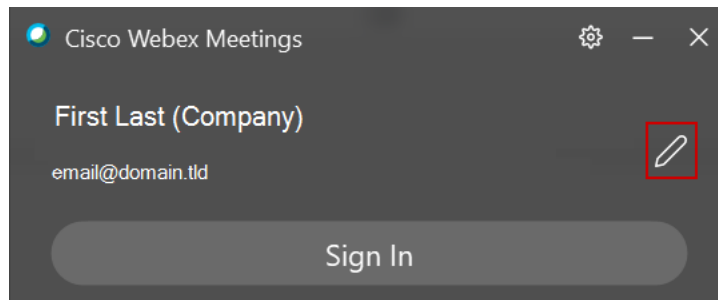 Cisco Webex Meetings
First Last (Company)
email@domain.tld
Sign In